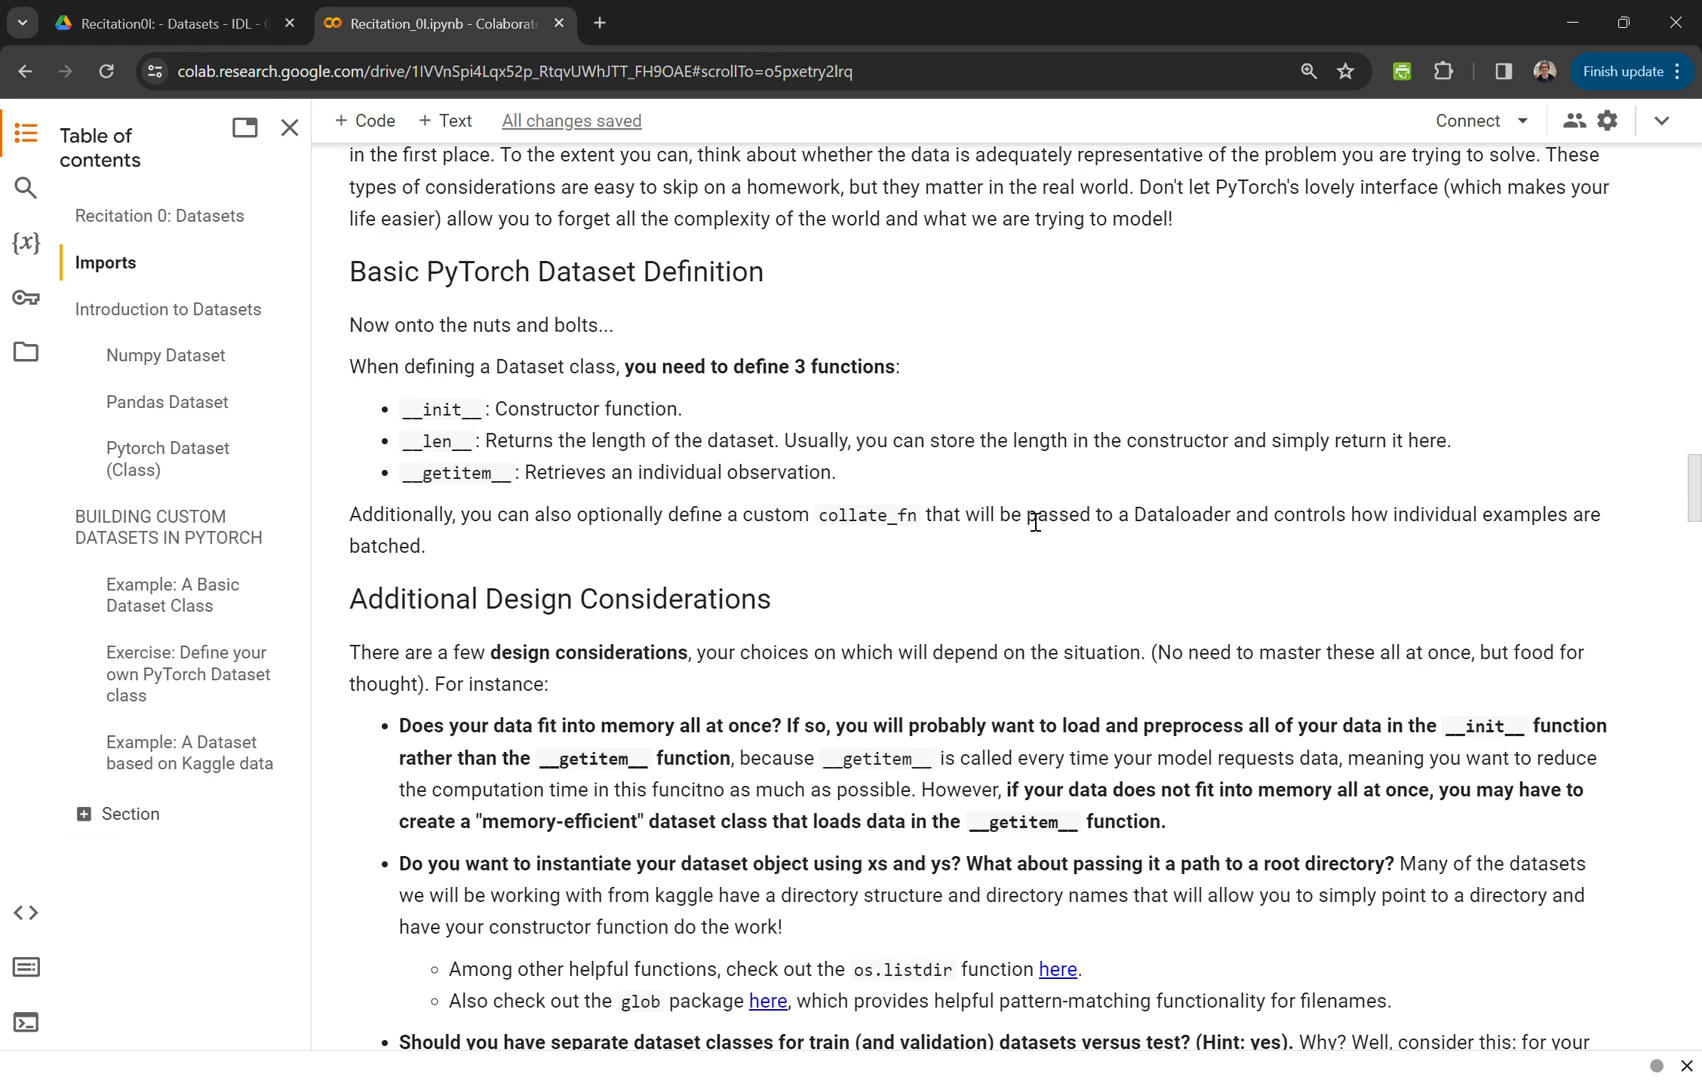 Recitation0I: - Datasets - IDL - G
Recitation_0I.ipynb - Colaborato
colab.research.google.com/drive/1IVVnSpi4Lqx52p_RtqvUWhJTT_FH9OAE#scrollTo=o5pxetry2lrq
Finish update
Table of
contents
Recitation 0: Datasets
Imports
Introduction to Datasets
Numpy Dataset
Pandas Dataset
Pytorch Dataset
(Class)
BUILDING CUSTOM
DATASETS IN PYTORCH
Example: A Basic
Dataset Class
Exercise: Define your
own PyTorch Dataset
class
Example: A Dataset
based on Kaggle data
Section
+ Code + Text All changes saved
Connect
in the first place. To the extent you can, think about whether the data is adequately representative of the problem you are trying to solve. These
types of considerations are easy to skip on a homework, but they matter in the real world. Don't let PyTorch's lovely interface (which makes your
life easier) allow you to forget all the complexity of the world and what we are trying to model!
Basic PyTorch Dataset Definition
Now onto the nuts and bolts...
When defining a Dataset class, you need to define 3 functions:
• __init__: Constructor function.
• __len__: Returns the length of the dataset. Usually, you can store the length in the constructor and simply return it here.
• __getitem__: Retrieves an individual observation.
Additionally, you can also optionally define a custom collate_fn that will be passed to a Dataloader and controls how individual examples are
batched.
Additional Design Considerations
There are a few design considerations, your choices on which will depend on the situation. (No need to master these all at once, but food for
thought). For instance:
• Does your data fit into memory all at once? If so, you will probably want to load and preprocess all of your data in the __init__ function
rather than the __getitem__ function, because __getitem__ is called every time your model requests data, meaning you want to reduce
the computation time in this funcitno as much as possible. However, if your data does not fit into memory all at once, you may have to
create a "memory-efficient" dataset class that loads data in the __getitem__ function.
• Do you want to instantiate your dataset object using xs and ys? What about passing it a path to a root directory? Many of the datasets
we will be working with from kaggle have a directory structure and directory names that will allow you to simply point to a directory and
have your constructor function do the work!
○ Among other helpful functions, check out the os.listdir function here.
○ Also check out the glob package here, which provides helpful pattern-matching functionality for filenames.
• Should you have separate dataset classes for train (and validation) datasets versus test? (Hint: yes). Why? Well, consider this: for your